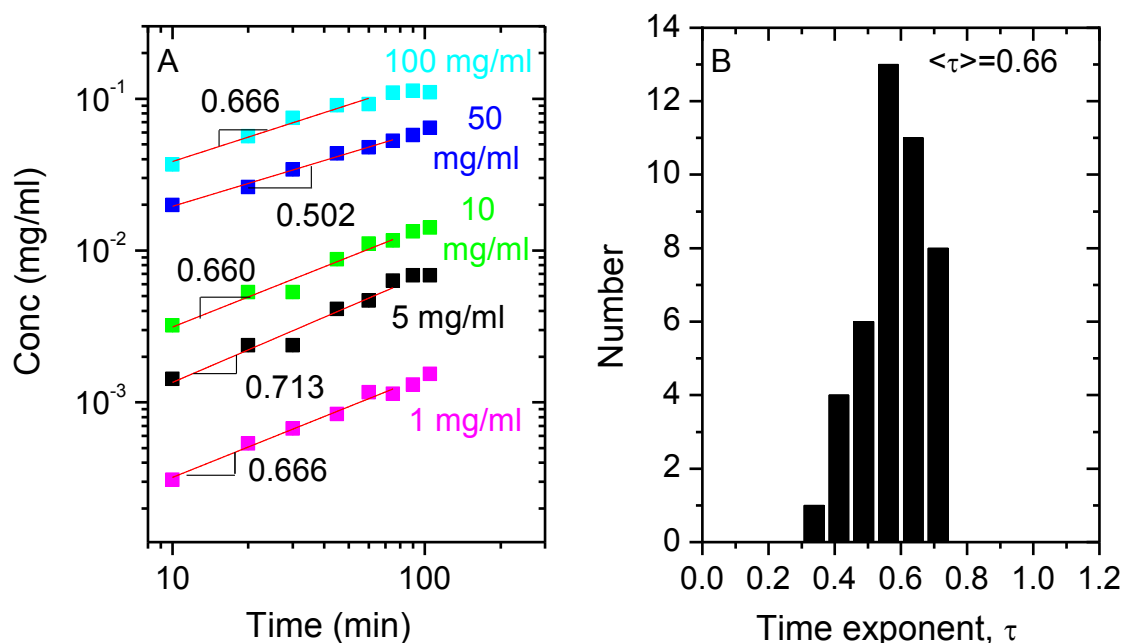 A
100 mg/ml
0.666
50
mg/ml
0.502
10
mg/ml
0.660
5 mg/ml
0.713
1 mg/ml
0.666
10⁻¹
10⁻²
10⁻³
Conc (mg/ml)
10
100
Time (min)
B
<τ>=0.66
14
12
10
8
6
4
2
0
Number
0.0
0.2
0.4
0.6
0.8
1.0
1.2
Time exponent, τ